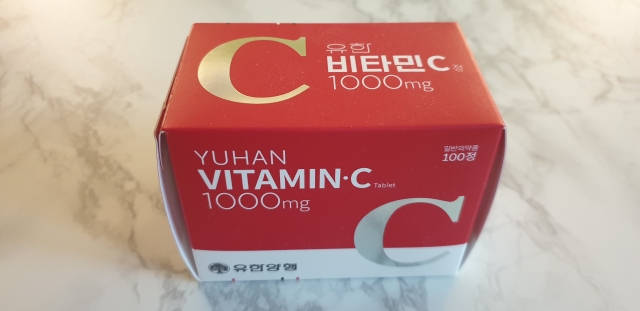 C
유한
비타민C정
1000mg
YUHAN
VITAMIN·C Tablet
1000mg
일반의약품
100정
C
유한양행